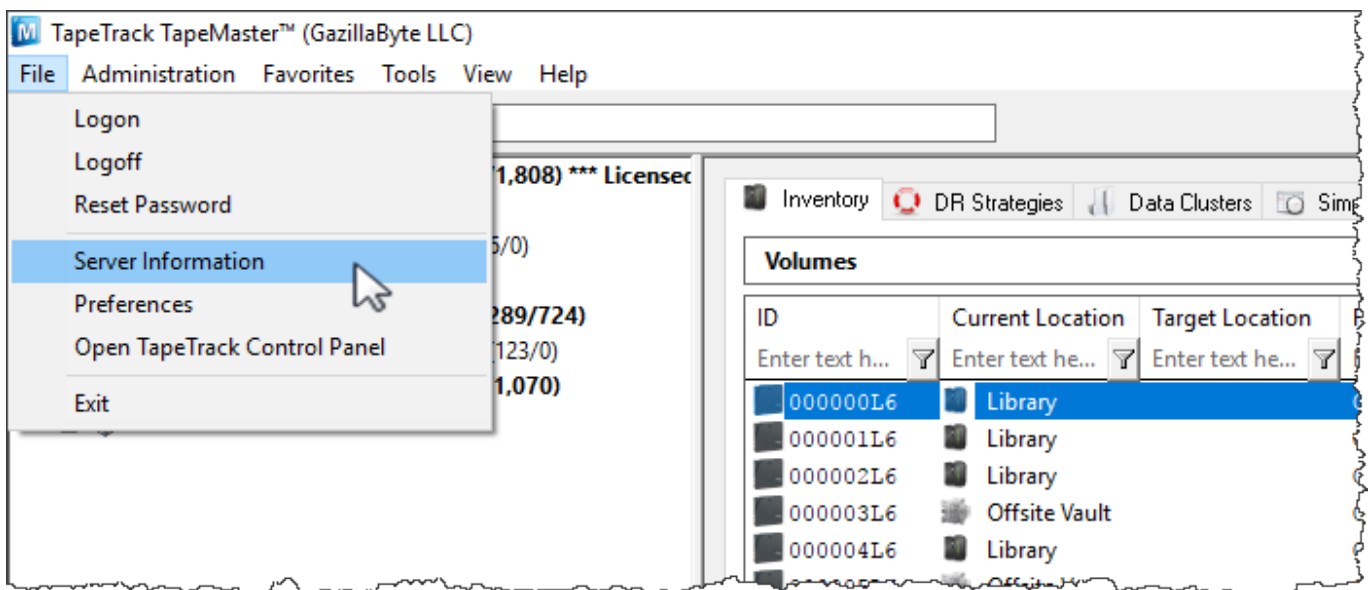 TapeTrack TapeMaster™ (GazillaByte LLC)
File Administration Favorites Tools View Help
Logon
Logoff
Reset Password
Server Information
Preferences
Open TapeTrack Control Panel
Exit
1,808) *** Licensed
5/0)
289/724)
(123/0)
1,070)
Inventory DR Strategies Data Clusters
Volumes
ID Current Location Target Location
Enter text h... Enter text he... Enter text he...
000000L6 Library
000001L6 Library
000002L6 Library
000003L6 Offsite Vault
000004L6 Library